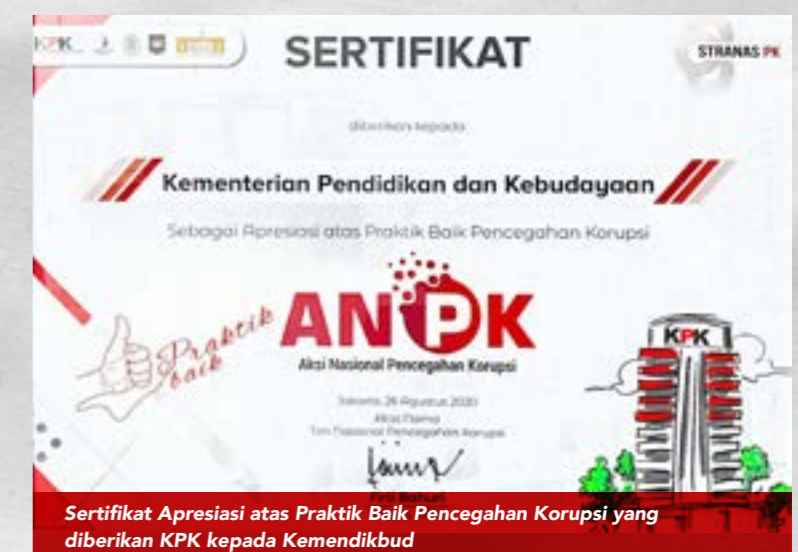 KPK
SERTIFIKAT
STRANAS PK
diberikan kepada
Kementerian Pendidikan dan Kebudayaan
Sebagai Apresiasi atas Praktik Baik Pencegahan Korupsi
Praktik
baik
ANPK
Aksi Nasional Pencegahan Korupsi
KPK
Jakarta, 26 Agustus 2020
Atas Nama
Tim Nasional Pencegahan Korupsi
Firli Bahuri
Sertifikat Apresiasi atas Praktik Baik Pencegahan Korupsi yang
diberikan KPK kepada Kemendikbud